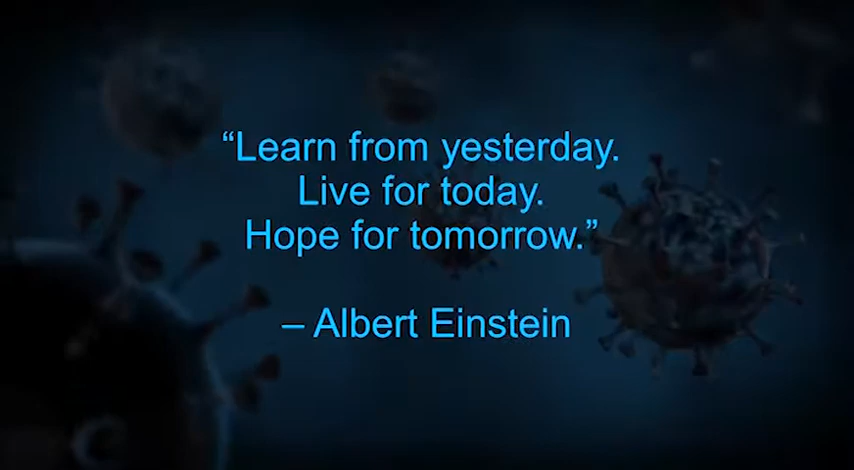 “Learn from yesterday.
Live for today.
Hope for tomorrow.”
– Albert Einstein